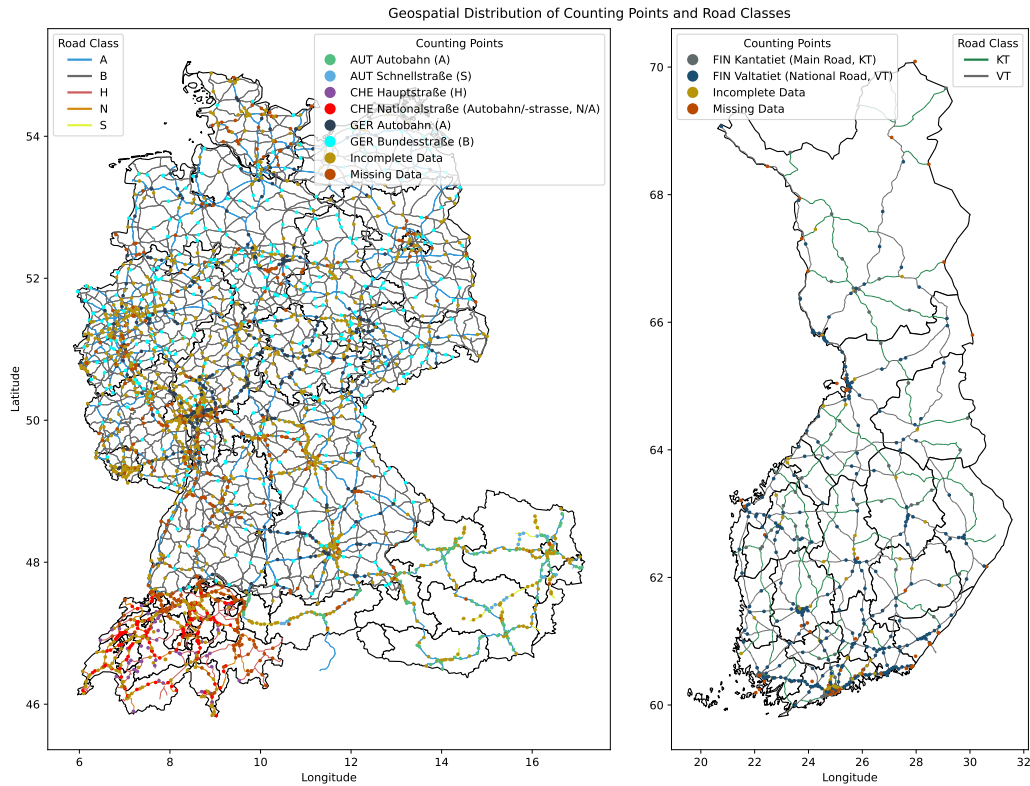 Geospatial Distribution of Counting Points and Road Classes
Road Class
A
B
H
N
S
Counting Points
AUT Autobahn (A)
AUT Schnellstraße (S)
CHE Hauptstraße (H)
CHE Nationalstraße (Autobahn/-strasse, N/A)
GER Autobahn (A)
GER Bundesstraße (B)
Incomplete Data
Missing Data
Latitude
54
52
50
48
46
6 8 10 12 14 16
Longitude
Counting Points
FIN Kantatiet (Main Road, KT)
FIN Valtatiet (National Road, VT)
Incomplete Data
Missing Data
Road Class
KT
VT
70
68
66
64
62
60
20 22 24 26 28 30 32
Longitude